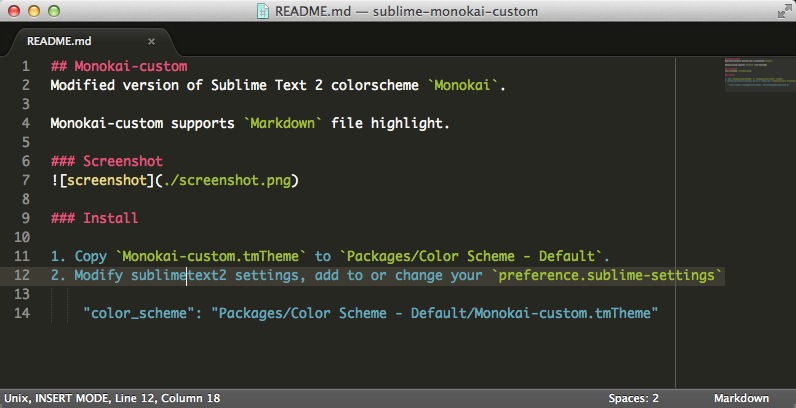 README.md — sublime-monokai-custom
README.md ×
1 ## Monokai-custom
2 Modified version of Sublime Text 2 colorscheme `Monokai`.
3
4 Monokai-custom supports `Markdown` file highlight.
5
6 ### Screenshot
7 ![screenshot](./screenshot.png)
8
9 ### Install
10
11 1. Copy `Monokai-custom.tmTheme` to `Packages/Color Scheme - Default`.
12 2. Modify sublimetext2 settings, add to or change your `preference.sublime-settings`
13
14 "color_scheme": "Packages/Color Scheme - Default/Monokai-custom.tmTheme"
Unix, INSERT MODE, Line 12, Column 18 Spaces: 2 Markdown